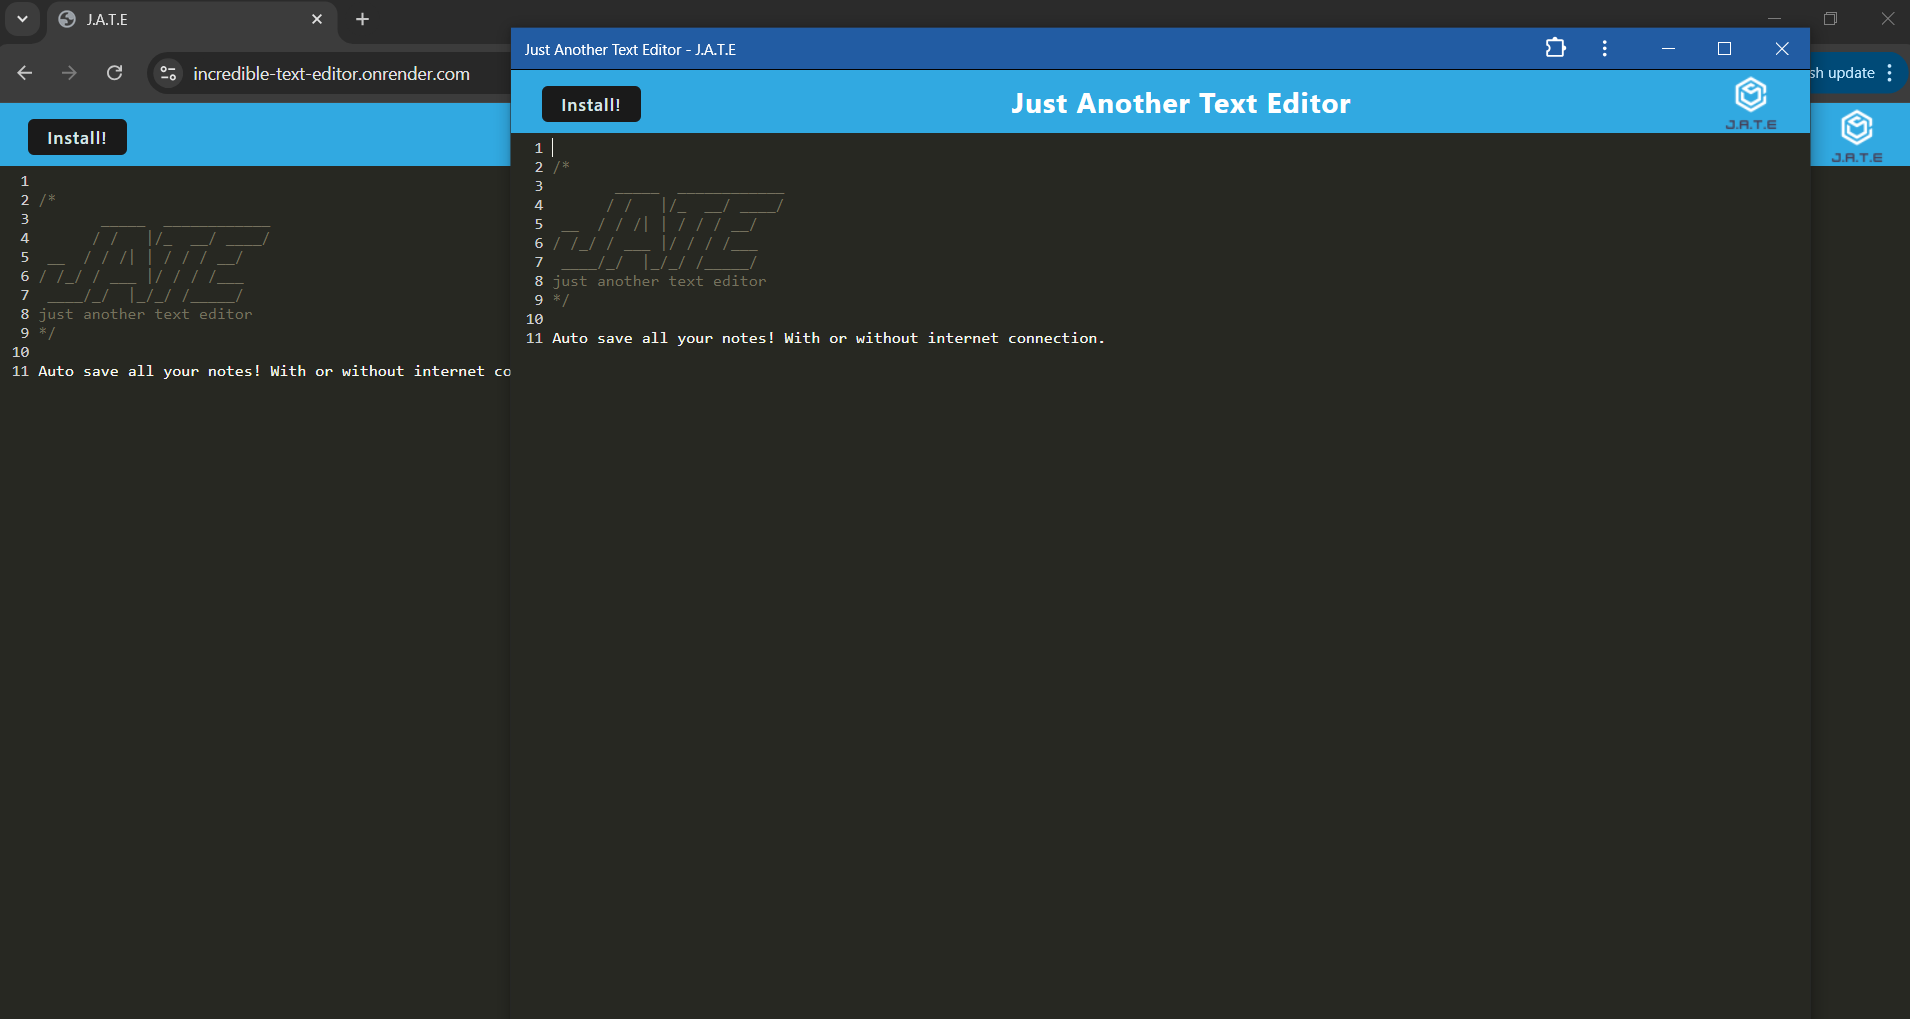 J.A.T.E
incredible-text-editor.onrender.com
sh update
Install!
J.A.T.E
1
2 /*
3        _____  ____________
4       / /   |/_  __/ ____/
5  __  / / /| | / / / __/
6 / /_/ / ___ |/ / / /___
7  ____/_/  |_/_/ /_____/
8 just another text editor
9 */
10
11 Auto save all your notes! With or without internet co
Just Another Text Editor - J.A.T.E
Install!
Just Another Text Editor
J.A.T.E
1
2 /*
3        _____  ____________
4       / /   |/_  __/ ____/
5  __  / / /| | / / / __/
6 / /_/ / ___ |/ / / /___
7  ____/_/  |_/_/ /_____/
8 just another text editor
9 */
10
11 Auto save all your notes! With or without internet connection.